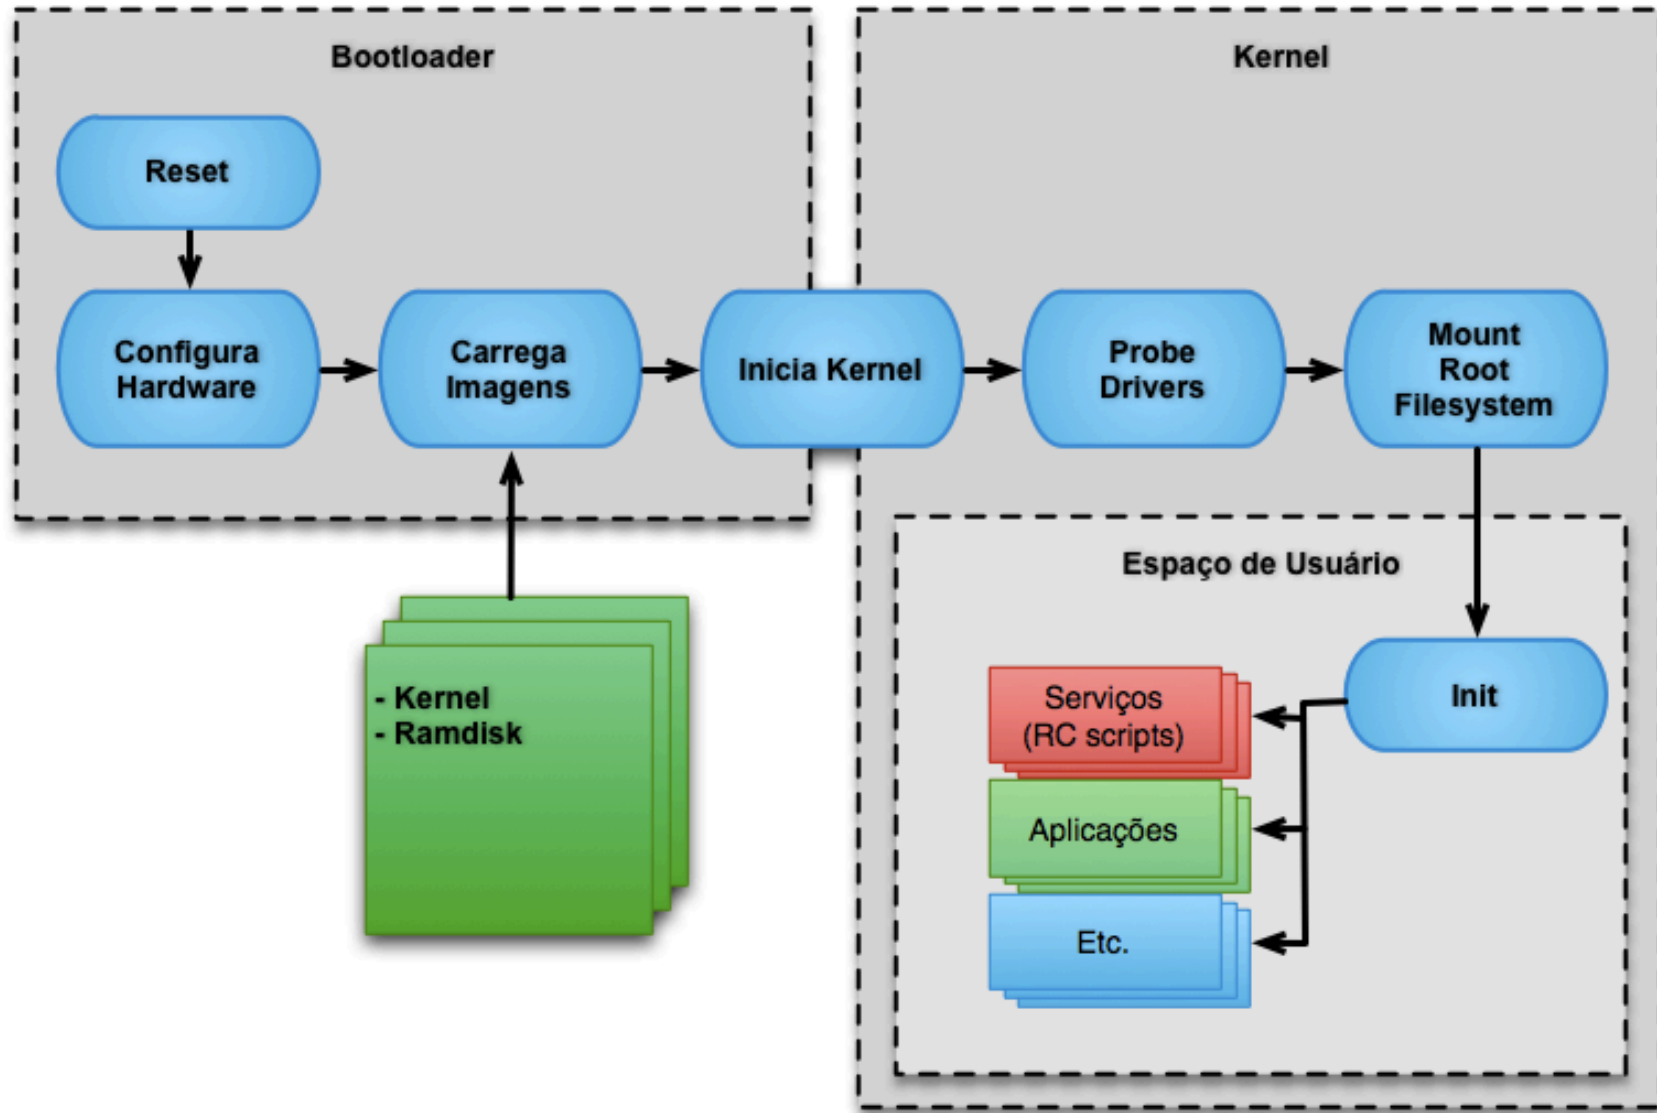 Bootloader
Reset
Configura
Hardware
Carrega
Imagens
- Kernel
- Ramdisk
Inicia Kernel
Kernel
Probe
Drivers
Mount
Root
Filesystem
Espaço de Usuário
Init
Serviços
(RC scripts)
Aplicações
Etc.